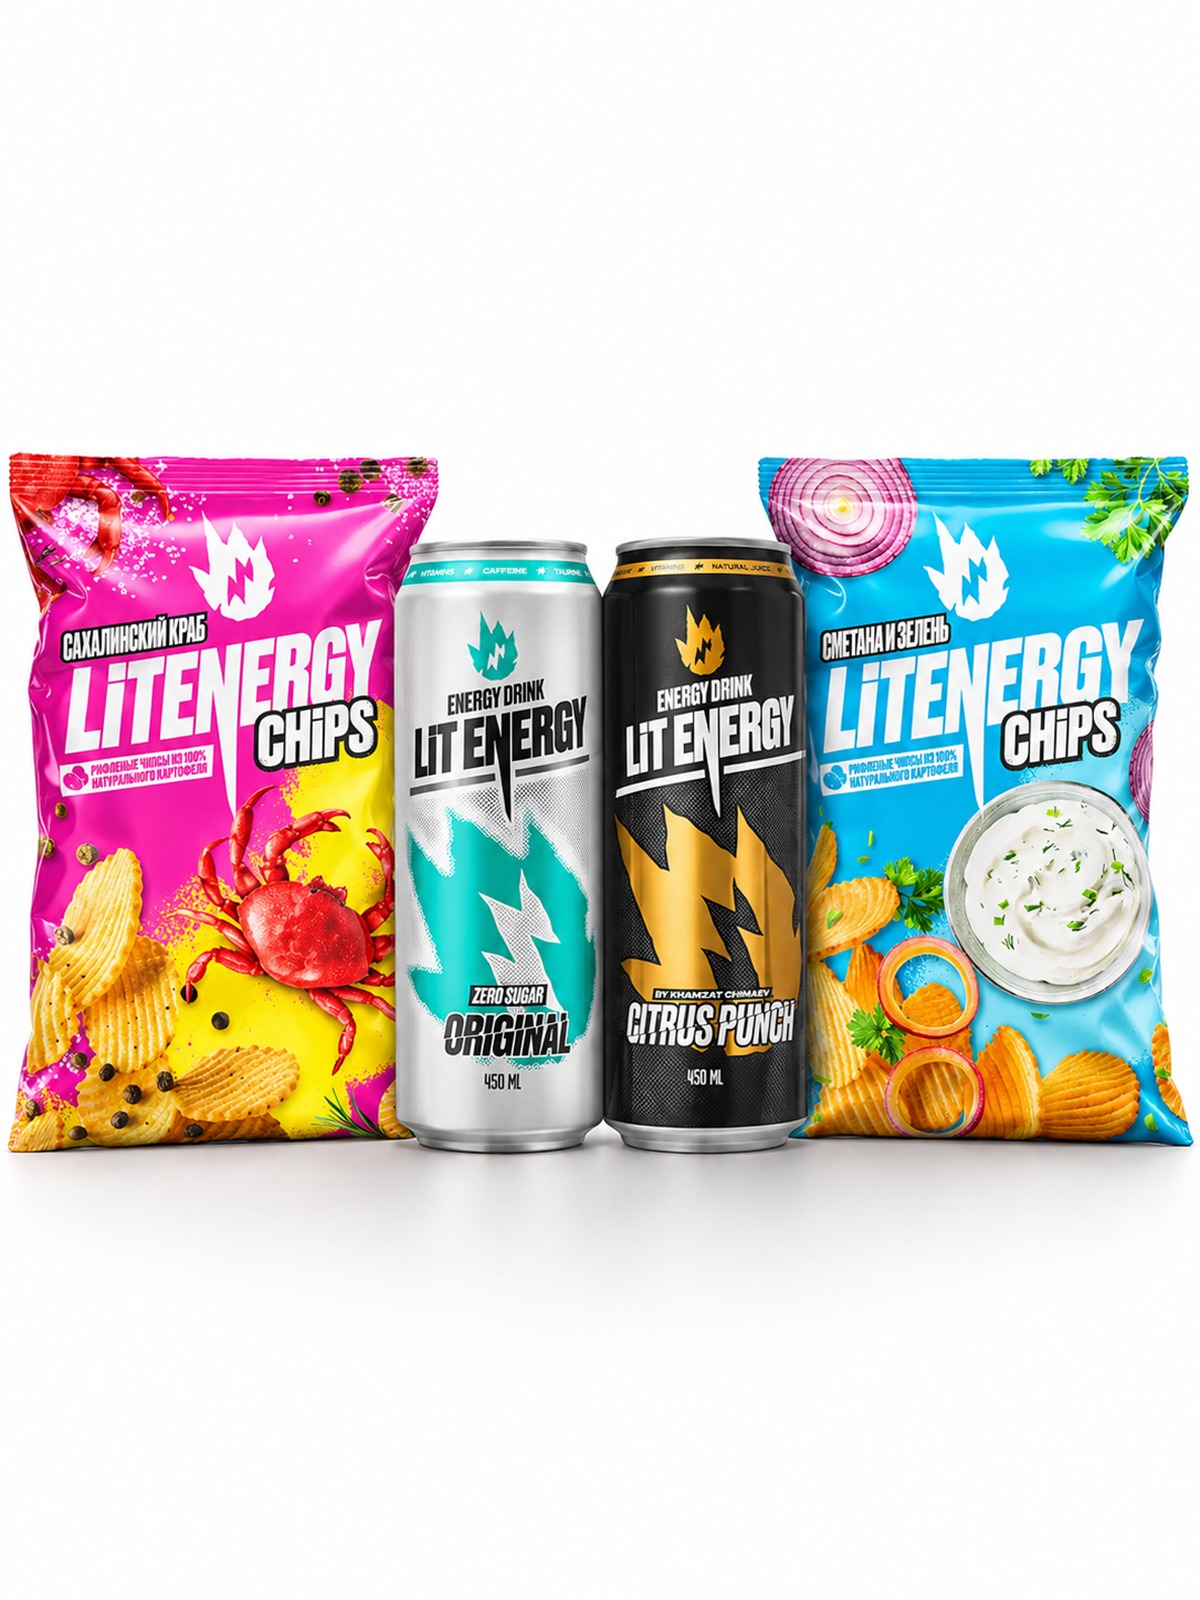 САХАЛИНСКИЙ КРАБ
LiTENERGY
CHiPS
РИФЛЕНЫЕ ЧИПСЫ ИЗ 100%
НАТУРАЛЬНОГО КАРТОФЕЛЯ
VITAMINS CAFFEINE TAURINE
ENERGY DRINK
LiT ENERGY
ZERO SUGAR
ORIGINAL
450 ML
VITAMINS NATURAL JUICE
ENERGY DRINK
LiT ENERGY
BY KHAMZAT CHIMAEV
CITRUS PUNCH
450 ML
СМЕТАНА И ЗЕЛЕНЬ
LiTENERGY
CHiPS
РИФЛЕНЫЕ ЧИПСЫ ИЗ 100%
НАТУРАЛЬНОГО КАРТОФЕЛЯ